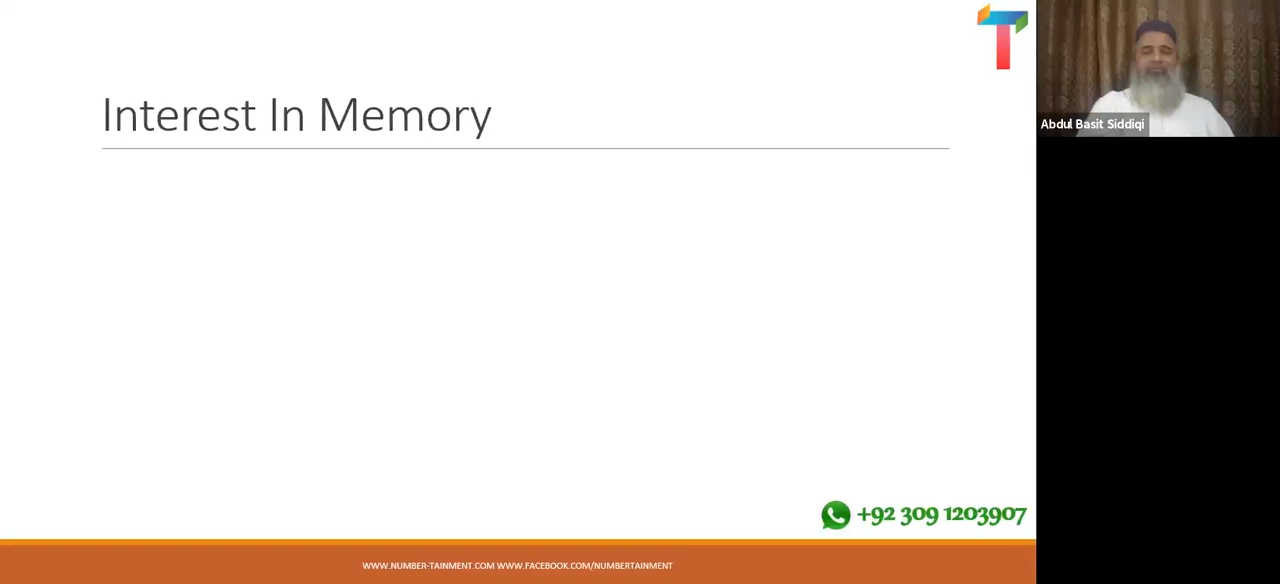 Interest In Memory
Abdul Basit Siddiqi
+92 309 1203907
WWW.NUMBER-TAINMENT.COM WWW.FACEBOOK.COM/NUMBERTAINMENT